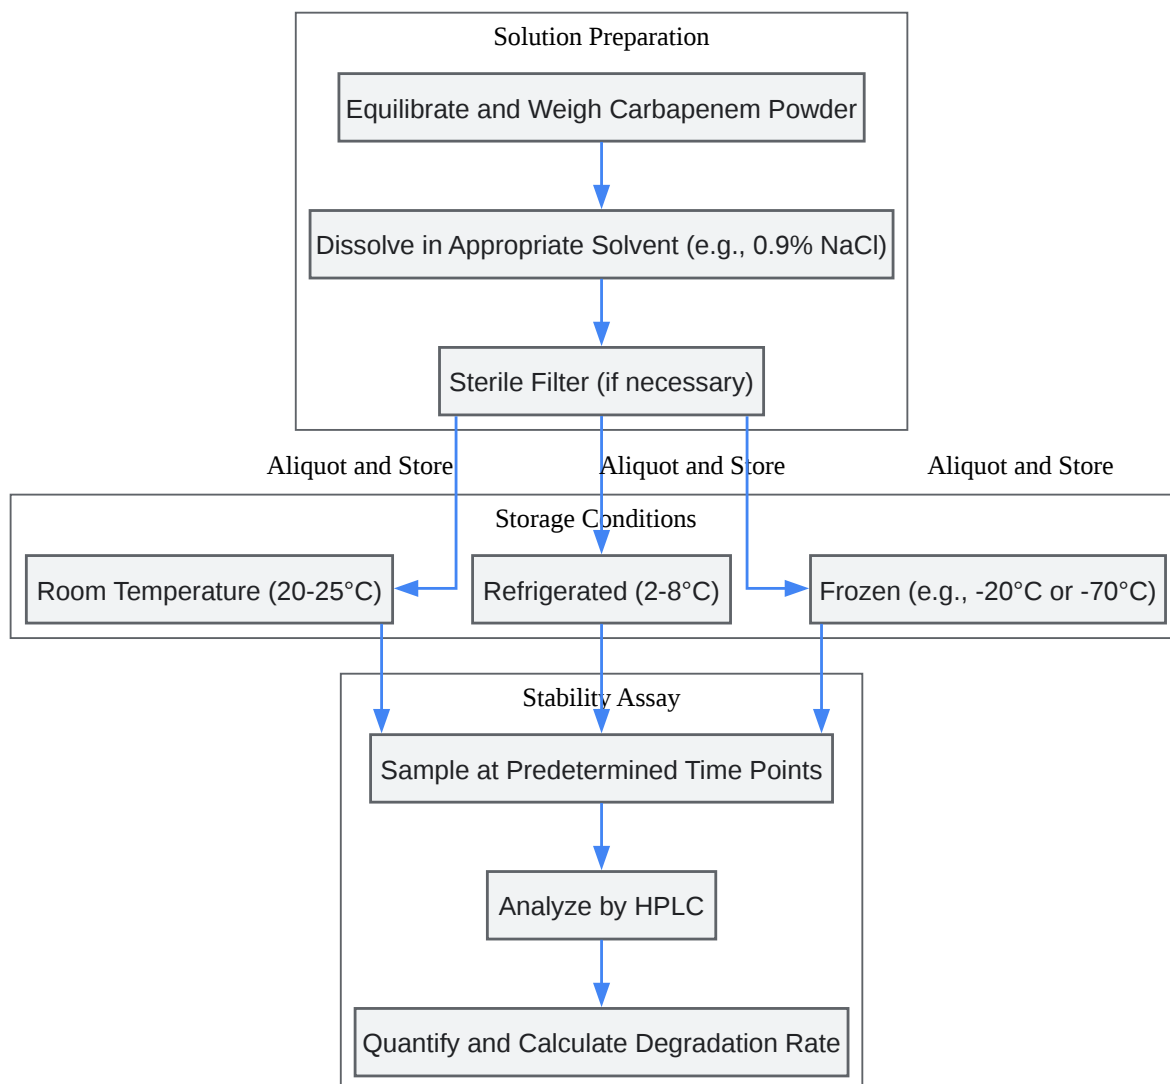 Solution Preparation
Equilibrate and Weigh Carbapenem Powder
Dissolve in Appropriate Solvent (e.g., 0.9% NaCl)
Sterile Filter (if necessary)
Aliquot and Store
Aliquot and Store
Aliquot and Store
Storage Conditions
Room Temperature (20-25°C)
Refrigerated (2-8°C)
Frozen (e.g., -20°C or -70°C)
Stability Assay
Sample at Predetermined Time Points
Analyze by HPLC
Quantify and Calculate Degradation Rate